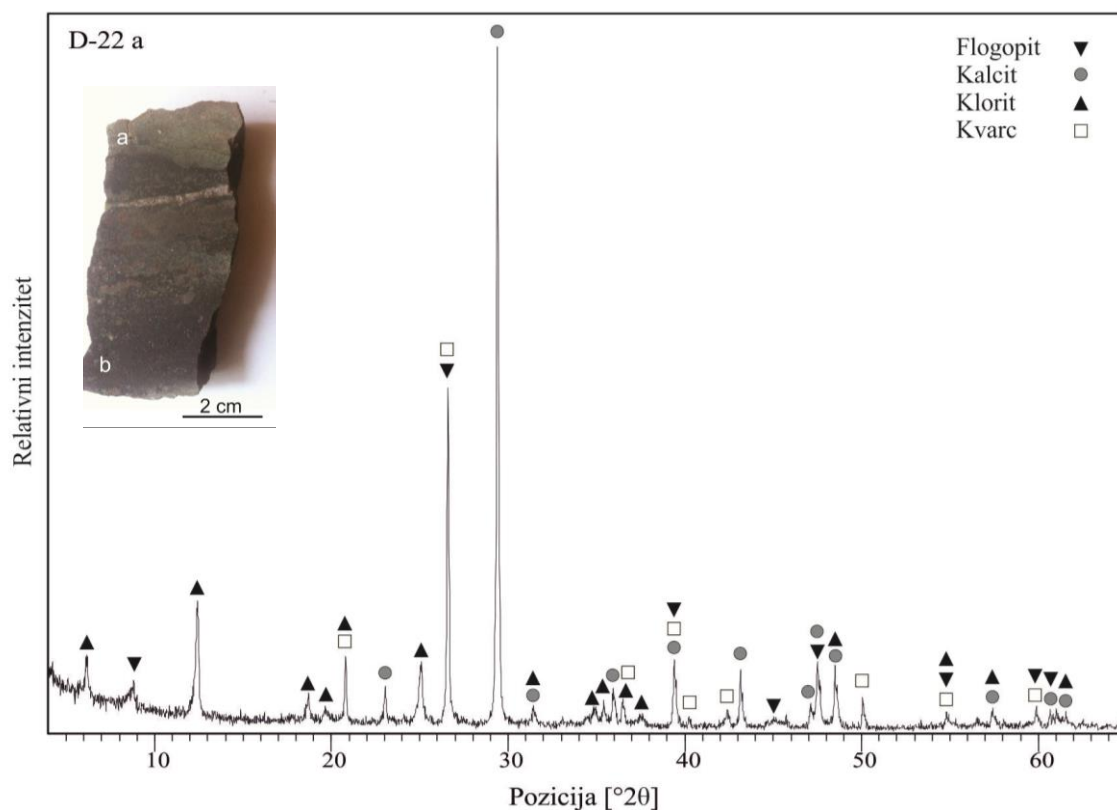 D-22 a
a
b
2 cm
Flogopit
Kalcit
Klorit
Kvarc
Relativni intenzitet
10 20 30 40 50 60
Pozicija [°2θ]